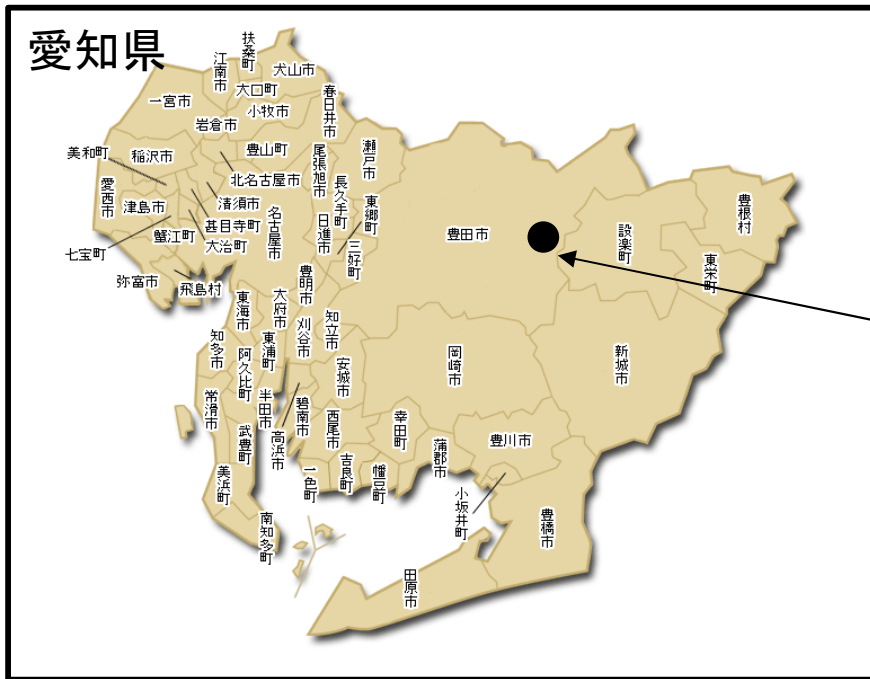 愛知県
扶桑町
江南市
犬山市
大口町
一宮市
小牧市
春日井市
岩倉市
美和町
稲沢市
豊山町
尾張旭市
瀬戸市
北名古屋市
愛西市
津島市
清須市
長久手町
東郷町
豊根村
甚目寺町
名古屋市
日進市
豊田市
設楽町
七宝町
蟹江町
大治町
三好町
東栄町
弥富市
飛島村
豊明市
東海市
大府市
刈谷市
知立市
知多市
東浦町
阿久比町
安城市
岡崎市
新城市
常滑市
半田市
高浜市
碧南市
西尾市
幸田町
豊川市
武豊町
蒲郡市
美浜町
一色町
吉良町
幡豆町
小坂井町
南知多町
豊橋市
田原市